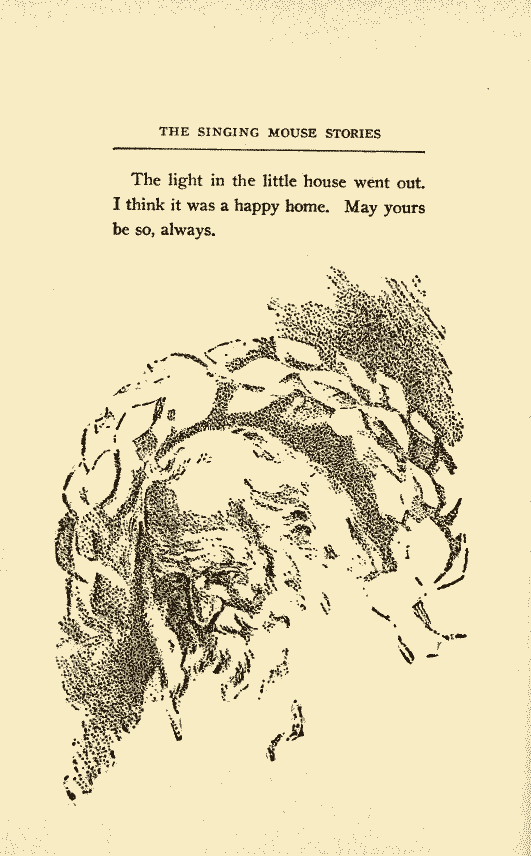 THE SINGING MOUSE STORIES
The light in the little house went out.
I think it was a happy home. May yours
be so, always.